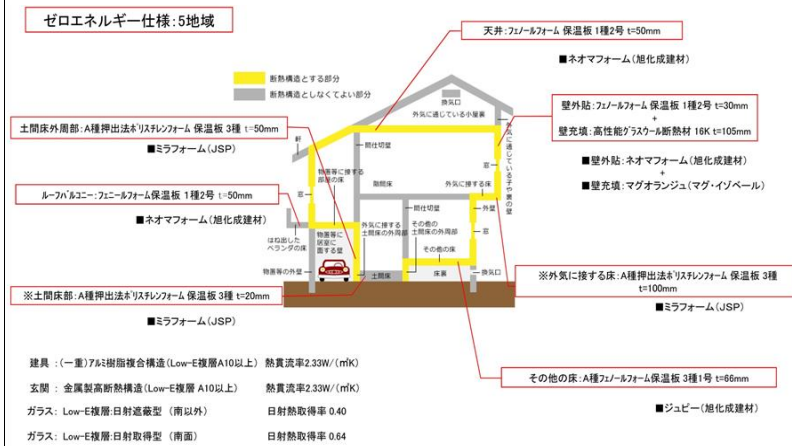 ゼロエネルギー仕様：5地域
天井：フェノールフォーム 保温板 1種2号 t=50mm
■ネオマフォーム（旭化成建材）
断熱構造とする部分
断熱構造としなくてよい部分
壁外貼：フェノールフォーム 保温板 1種2号 t=30mm
+
壁充填：高性能グラスウール断熱材 16K t=105mm
■壁外貼：ネオマフォーム（旭化成建材）
+
■壁充填：マグオランジュ（マグ・イゾベール）
土間床外周部：A種押出法ポリスチレンフォーム 保温板 3種 t=50mm
■ミラフォーム（JSP）
ルーフバルコニー：フェニールフォーム保温板 1種2号 t=50mm
■ネオマフォーム（旭化成建材）
※土間床部：A種押出法ポリスチレンフォーム 保温板 3種 t=20mm
■ミラフォーム（JSP）
換気口
外気に通じている小屋裏
軒
間仕切壁
物置等に接する
部屋の床
窓
階間床
外気に接する床
はね出した
ベランダの床
物置等に
居室に
面する壁
外気に接する
土間床の外周部
間仕切壁
その他の
土間床の外周部
外壁
窓
その他の床
物置等の外壁
土間床
床裏
換気口
※外気に接する床：A種押出法ポリスチレンフォーム 保温板 3種
t=100mm
■ミラフォーム（JSP）
その他の床：A種フェノールフォーム保温板 3種1号 t=66mm
■ジュピー（旭化成建材）
建具：（一重）アルミ樹脂複合構造（Low-E複層A10以上） 熱貫流率2.33W/（㎡K）
玄関： 金属製高断熱構造（Low-E複層 A10以上） 熱貫流率2.33W/（㎡K）
ガラス： Low-E複層：日射遮蔽型 （南以外） 日射熱取得率 0.40
ガラス： Low-E複層：日射取得型 （南面） 日射熱取得率 0.64